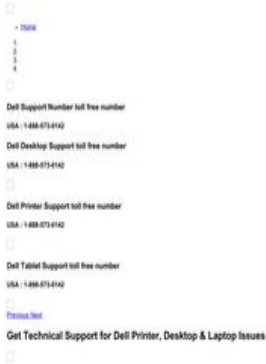 Home
1.
2.
3.
4.
Dell Support Number toll free number
USA : 1-888-573-6142
Dell Desktop Support toll free number
USA : 1-888-573-6142
Dell Printer Support toll free number
USA : 1-888-573-6142
Dell Tablet Support toll free number
USA : 1-888-573-6142
Previous Next
Get Technical Support for Dell Printer, Desktop & Laptop Issues